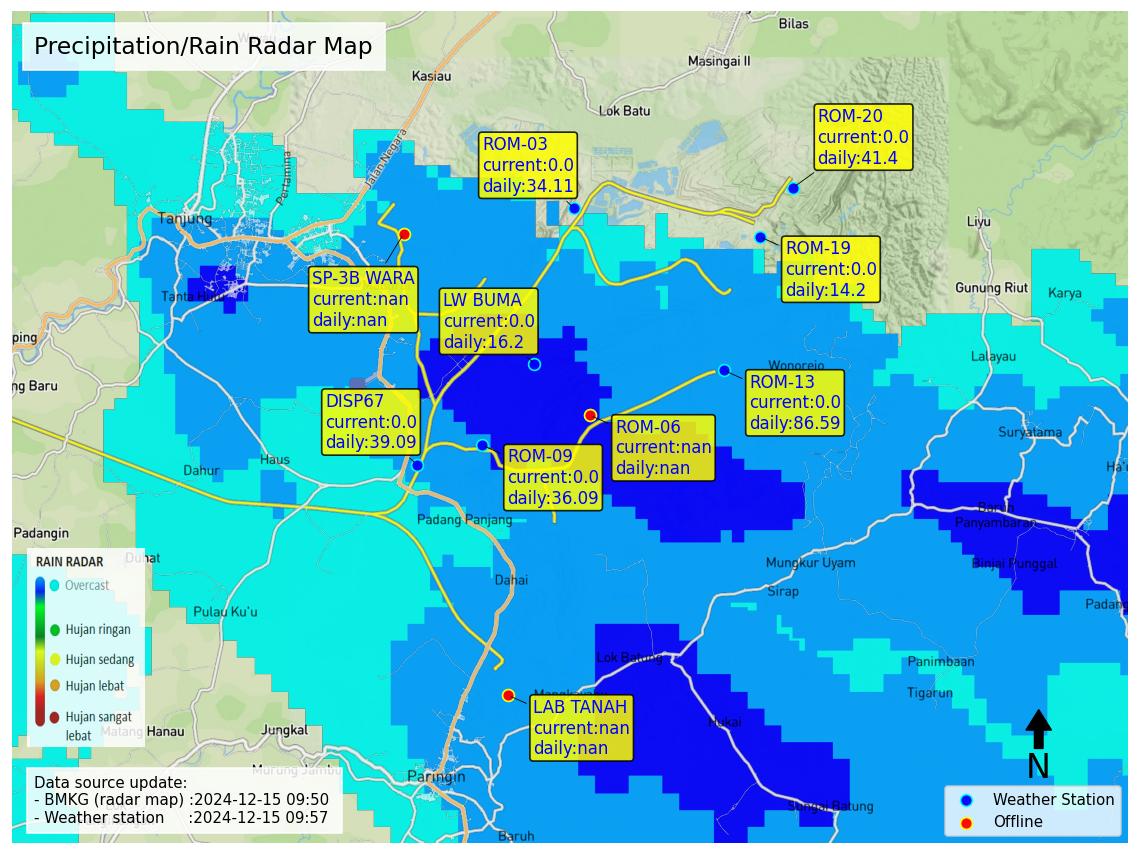 Precipitation/Rain Radar Map
Bilas
Masingai II
Kasiau
Lok Batu
Jalan Negara
Pertamina
Tanjung
ROM-03
current:0.0
daily:34.11
ROM-20
current:0.0
daily:41.4
Liyu
ROM-19
current:0.0
daily:14.2
SP-3B WARA
current:nan
daily:nan
LW BUMA
current:0.0
daily:16.2
Gunung Riut
Karya
ping
ng Baru
Lalayau
Wonorejo
ROM-13
current:0.0
daily:86.59
DISP67
current:0.0
daily:39.09
ROM-06
current:nan
daily:nan
Suryatama
Ha'u
Haus
Dahur
ROM-09
current:0.0
daily:36.09
Padang Panjang
Padangin
Baruh
Panyambaran
Mungkur Uyam
Binjai Punggal
Dahai
Sirap
Padang
Pulau Ku'u
RAIN RADAR
Overcast
Hujan ringan
Hujan sedang
Hujan lebat
Hujan sangat
lebat
Lok Batung
Panimbaan
Tigarun
LAB TANAH
current:nan
daily:nan
Hukai
Matang Hanau
Jungkal
Murung Jambu
Paringin
Sungai Batung
Baruh
N
Data source update:
- BMKG (radar map) :2024-12-15 09:50
- Weather station :2024-12-15 09:57
Weather Station
Offline